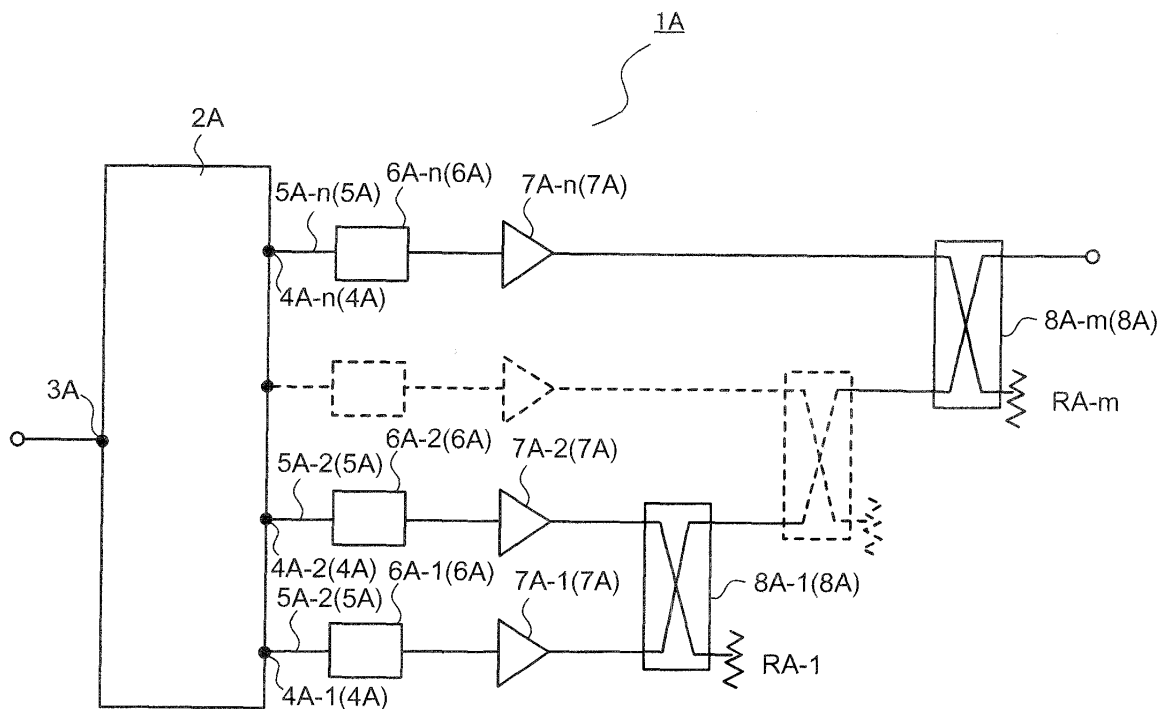 1A
2A
5A-n(5A)
6A-n(6A)
7A-n(7A)
4A-n(4A)
8A-m(8A)
3A
RA-m
5A-2(5A)
6A-2(6A)
7A-2(7A)
4A-2(4A)
6A-1(6A)
7A-1(7A)
8A-1(8A)
5A-2(5A)
RA-1
4A-1(4A)